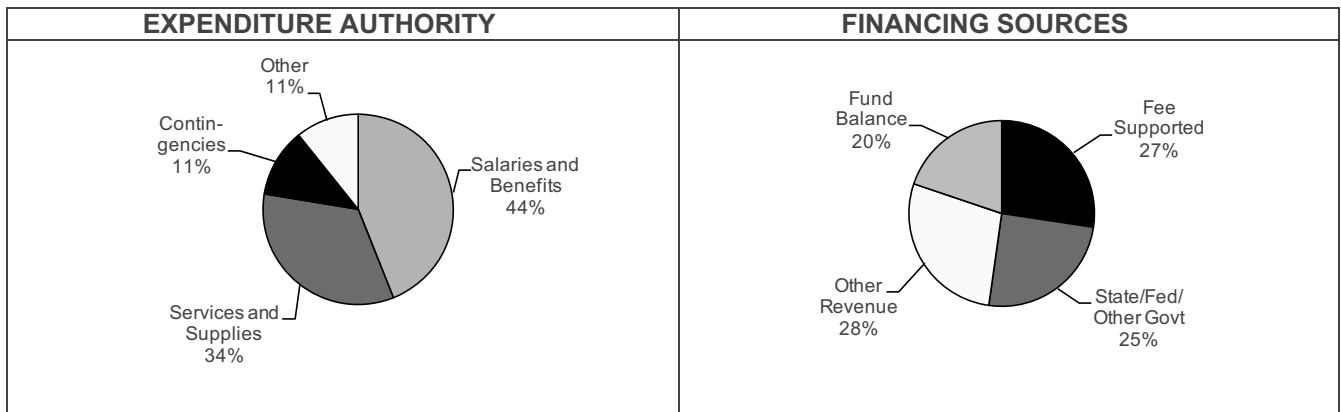 EXPENDITURE AUTHORITY
Other
11%
Contin-
gencies
11%
Salaries and
Benefits
44%
Services and
Supplies
34%
FINANCING SOURCES
Fund
Balance
20%
Fee
Supported
27%
Other
Revenue
28%
State/Fed/
Other Govt
25%